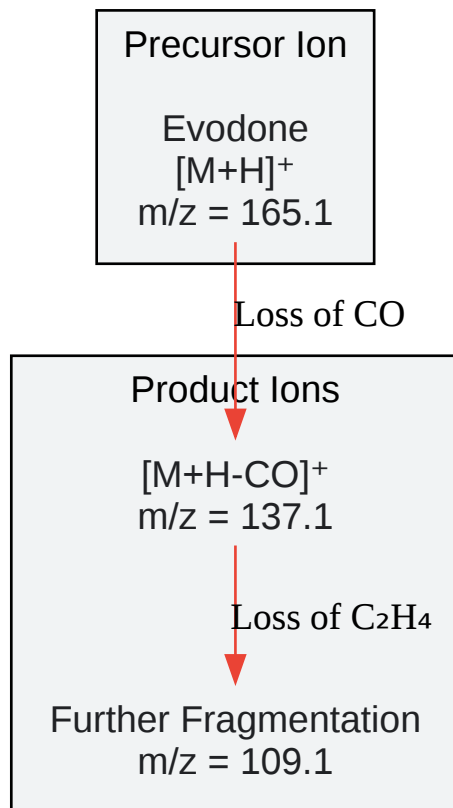 Precursor Ion
Evodone
[M+H]⁺
m/z = 165.1
Loss of CO
Product Ions
[M+H-CO]⁺
m/z = 137.1
Loss of C₂H₄
Further Fragmentation
m/z = 109.1